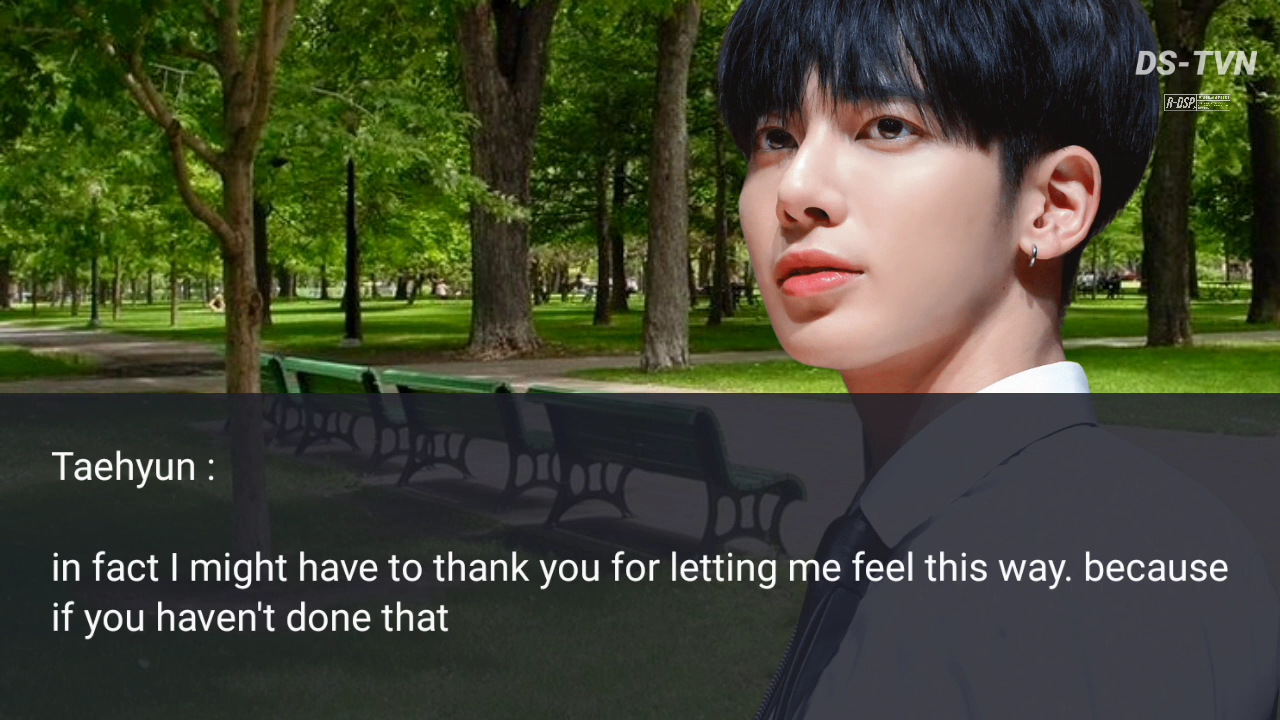 DS-TVN
R-DSP.
Taehyun :
in fact I might have to thank you for letting me feel this way. because
if you haven't done that